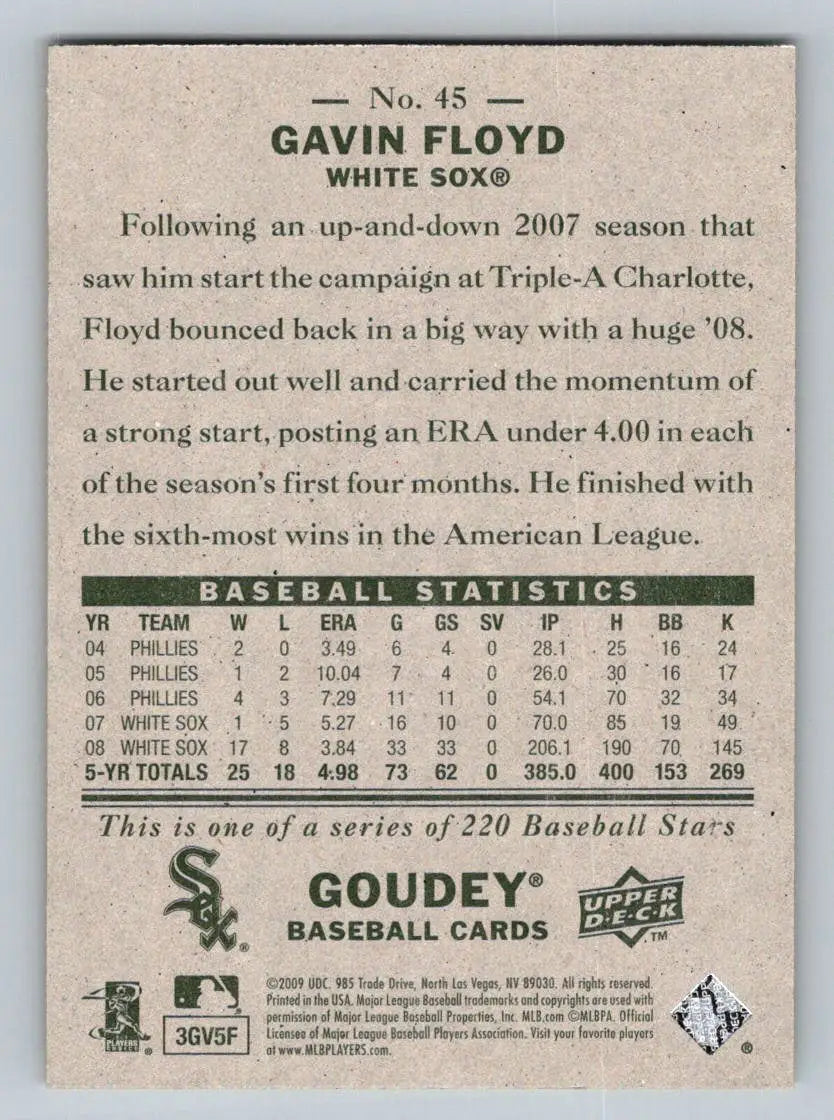 — No. 45 —
GAVIN FLOYD
WHITE SOX®
Following an up-and-down 2007 season that
saw him start the campaign at Triple-A Charlotte,
Floyd bounced back in a big way with a huge '08.
He started out well and carried the momentum of
a strong start, posting an ERA under 4.00 in each
of the season's first four months. He finished with
the sixth-most wins in the American League.
BASEBALL STATISTICS
YR TEAM W L ERA G GS SV IP H BB K
04 PHILLIES 2 0 3.49 6 4 0 28.1 25 16 24
05 PHILLIES 1 2 10.04 7 4 0 26.0 30 16 17
06 PHILLIES 4 3 7.29 11 11 0 54.1 70 32 34
07 WHITE SOX 1 5 5.27 16 10 0 70.0 85 19 49
08 WHITE SOX 17 8 3.84 33 33 0 206.1 190 70 145
5-YR TOTALS 25 18 4.98 73 62 0 385.0 400 153 269
This is one of a series of 220 Baseball Stars
Sox®
GOUDEY®
BASEBALL CARDS
UPPER
DECK™
PLAYERS
CHOICE®
3GV5F
©2009 UDC. 985 Trade Drive, North Las Vegas, NV 89030. All rights reserved.
Printed in the USA. Major League Baseball trademarks and copyrights are used with
permission of Major League Baseball Properties, Inc. MLB.com ©MLBPA. Official
Licensee of Major League Baseball Players Association. Visit your favorite players
at www.MLBPLAYERS.com.
®